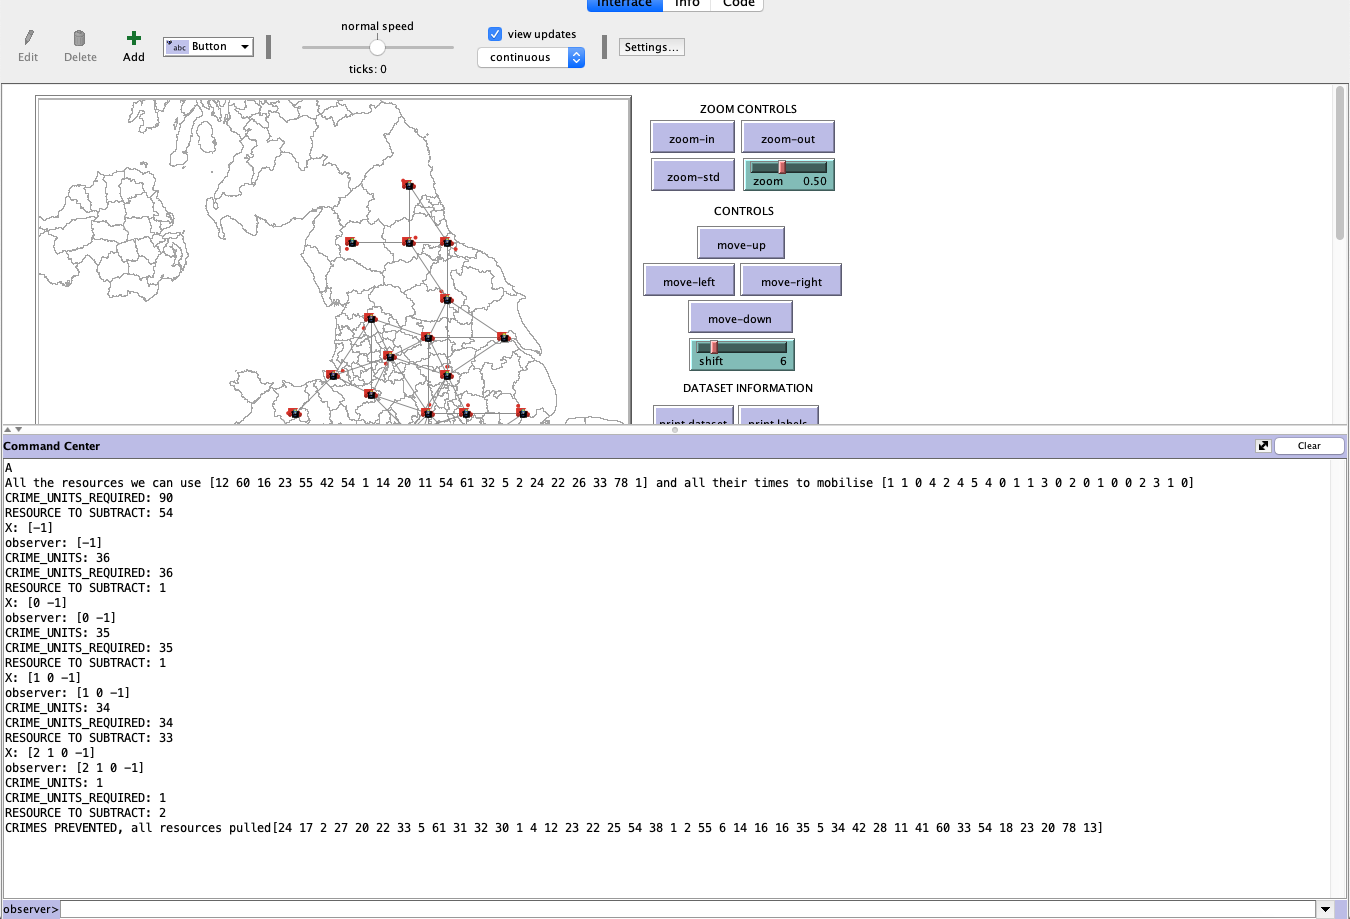 Interface Info Code
normal speed
view updates
Edit Delete Add abc Button continuous Settings...
ticks: 0
ZOOM CONTROLS
zoom-in zoom-out
zoom-std zoom 0.50
CONTROLS
move-up
move-left move-right
move-down
shift 6
DATASET INFORMATION
print dataset print labels
Command Center Clear
A
All the resources we can use [12 60 16 23 55 42 54 1 14 20 11 54 61 32 5 2 24 22 26 33 78 1] and all their times to mobilise [1 1 0 4 2 4 5 4 0 1 1 3 0 2 0 1 0 0 2 3 1 0]
CRIME_UNITS_REQUIRED: 90
RESOURCE TO SUBTRACT: 54
X: [-1]
observer: [-1]
CRIME_UNITS: 36
CRIME_UNITS_REQUIRED: 36
RESOURCE TO SUBTRACT: 1
X: [0 -1]
observer: [0 -1]
CRIME_UNITS: 35
CRIME_UNITS_REQUIRED: 35
RESOURCE TO SUBTRACT: 1
X: [1 0 -1]
observer: [1 0 -1]
CRIME_UNITS: 34
CRIME_UNITS_REQUIRED: 34
RESOURCE TO SUBTRACT: 33
X: [2 1 0 -1]
observer: [2 1 0 -1]
CRIME_UNITS: 1
CRIME_UNITS_REQUIRED: 1
RESOURCE TO SUBTRACT: 2
CRIMES PREVENTED, all resources pulled[24 17 2 27 20 22 33 5 61 31 32 30 1 4 12 23 22 25 54 38 1 2 55 6 14 16 16 35 5 34 42 28 11 41 60 33 54 18 23 20 78 13]
observer>